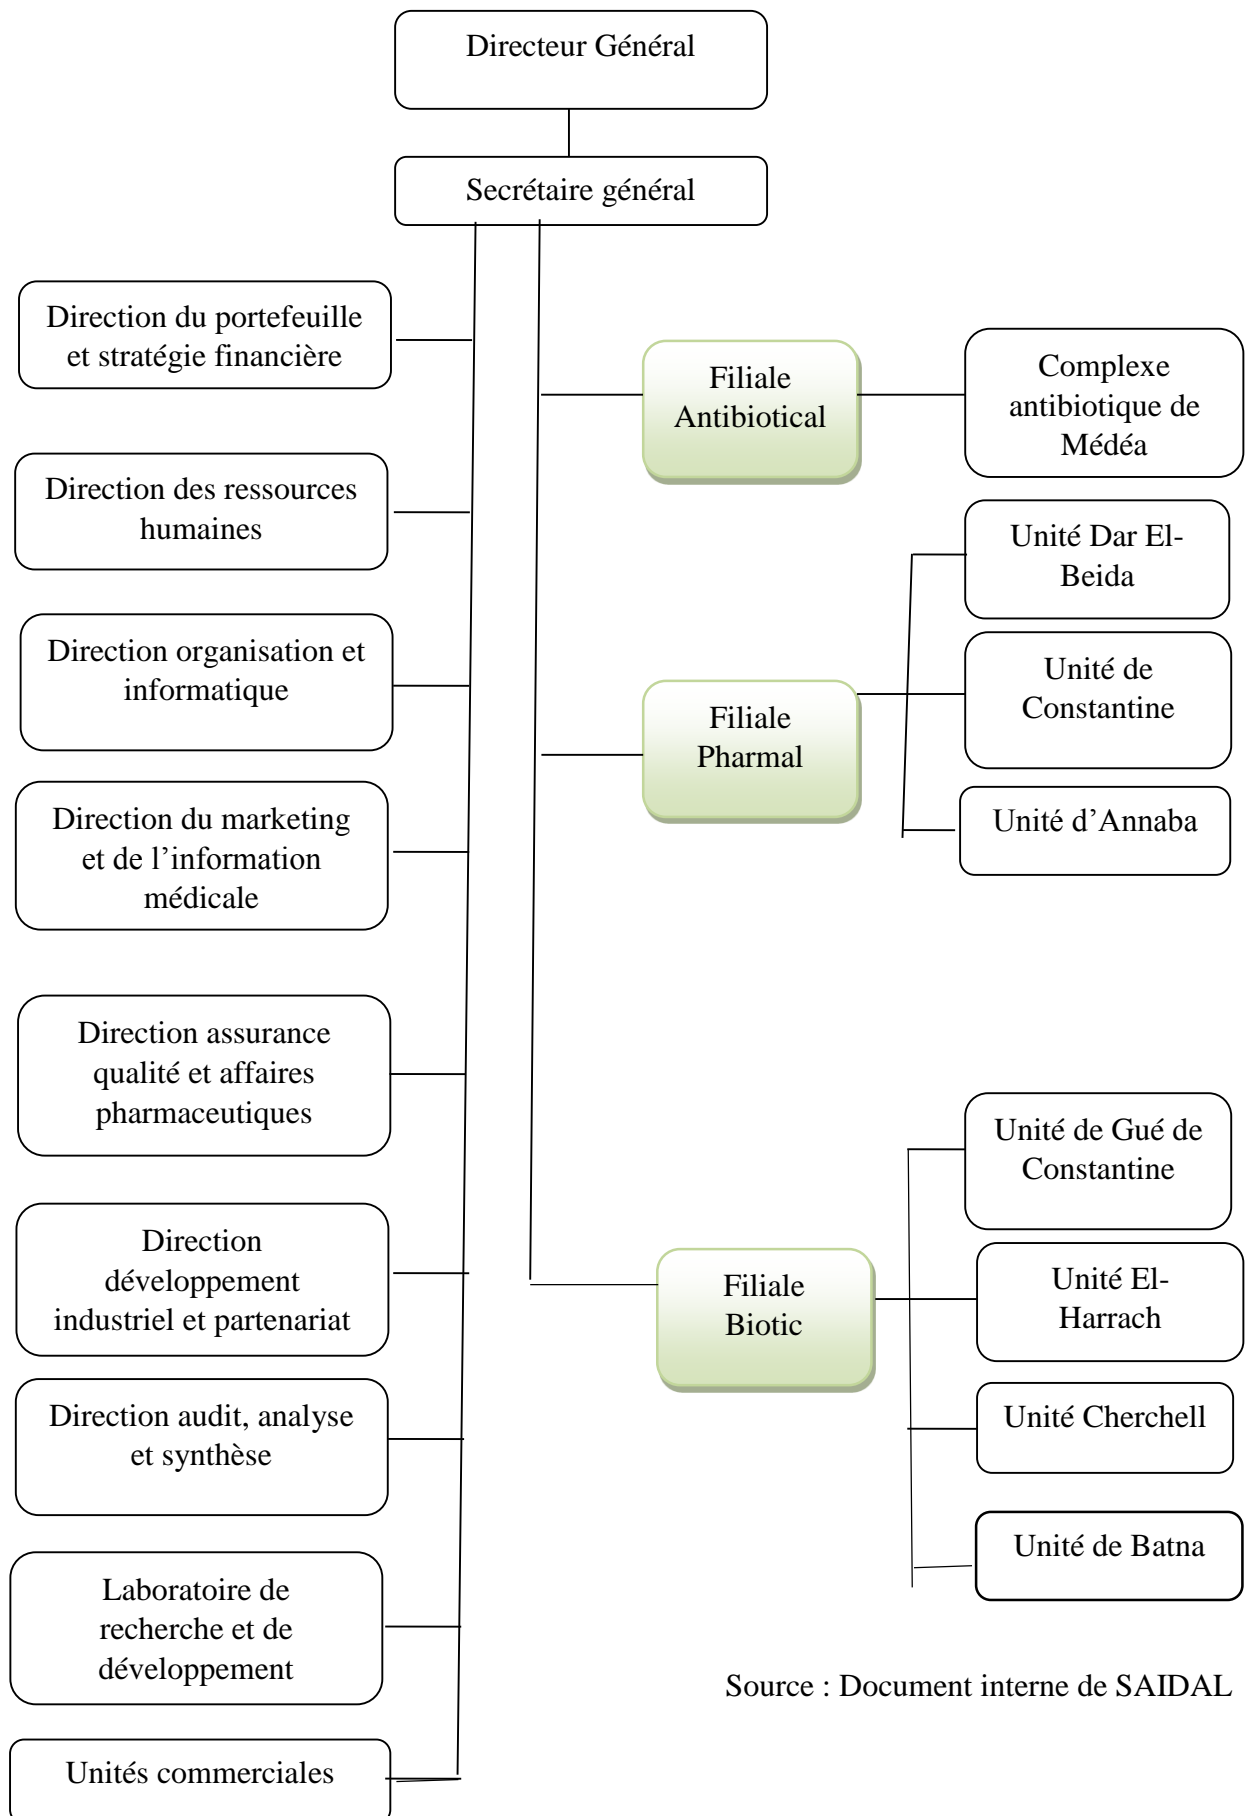 Directeur Général
Secrétaire général
Direction du portefeuille
et stratégie financière
Direction des ressources
humaines
Direction organisation et
informatique
Direction du marketing
et de l’information
médicale
Direction assurance
qualité et affaires
pharmaceutiques
Direction
développement
industriel et partenariat
Direction audit, analyse
et synthèse
Laboratoire de
recherche et de
développement
Unités commerciales
Filiale
Antibiotical
Complexe
antibiotique de
Médéa
Filiale
Pharmal
Unité Dar El-
Beida
Unité de
Constantine
Unité d’Annaba
Filiale
Biotic
Unité de Gué de
Constantine
Unité El-
Harrach
Unité Cherchell
Unité de Batna
Source : Document interne de SAIDAL